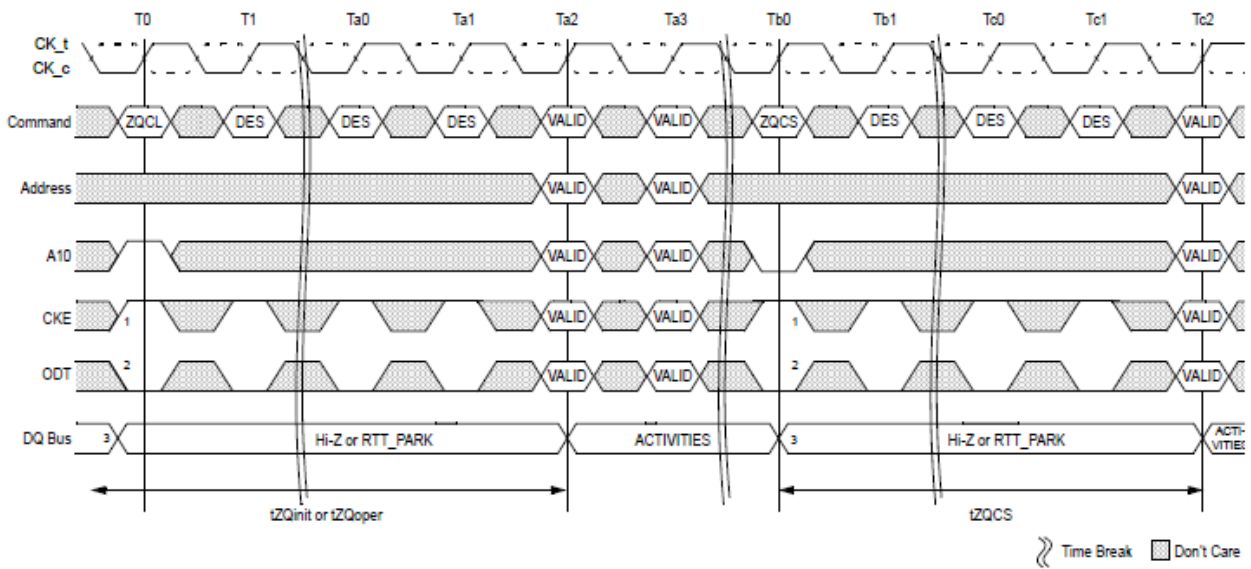 T0 T1 Ta0 Ta1 Ta2 Ta3 Tb0 Tb1 Tc0 Tc1 Tc2
CK_t
CK_c
Command ZQCL DES DES DES VALID VALID ZQCS DES DES DES VALID
Address VALID VALID VALID
A10 VALID VALID VALID
CKE 1 VALID VALID 1 VALID
ODT 2 VALID VALID 2 VALID
DQ Bus 3 Hi-Z or RTT_PARK ACTIVITIES 3 Hi-Z or RTT_PARK ACTI-
VITIES
tZQinit or tZQoper tZQCS
Time Break Don't Care